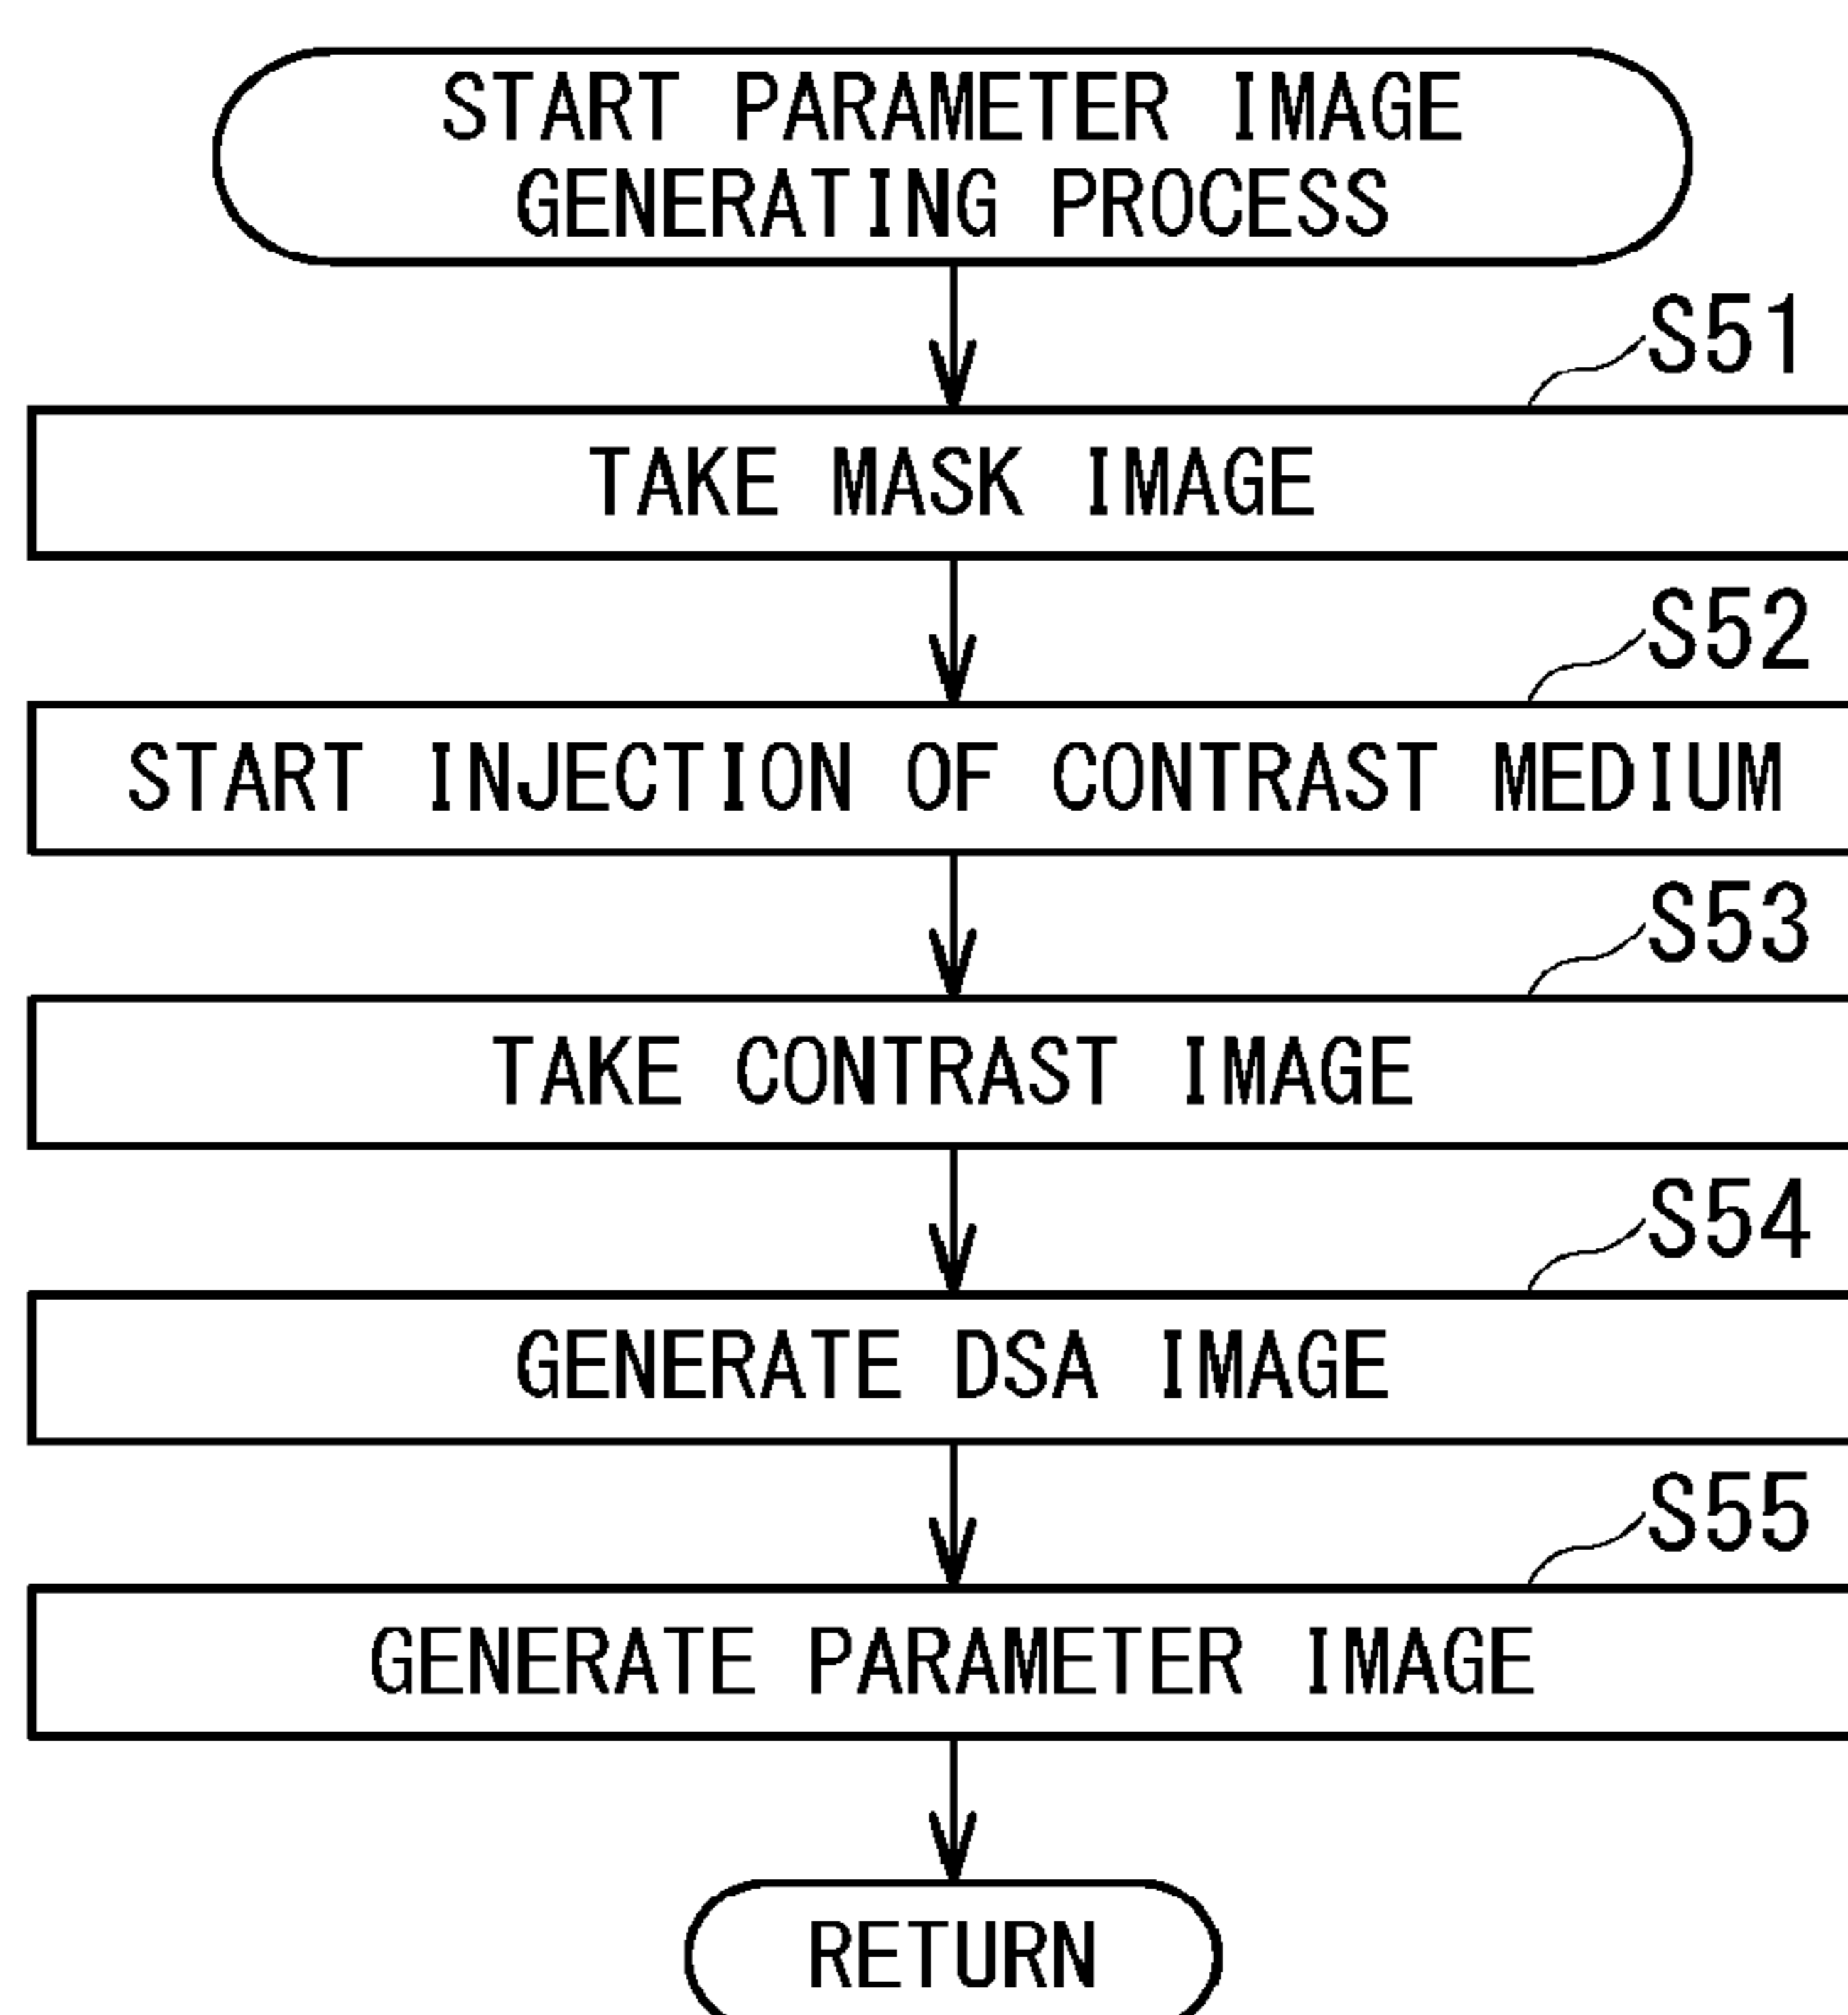 START PARAMETER IMAGE
GENERATING PROCESS
S51
TAKE MASK IMAGE
S52
START INJECTION OF CONTRAST MEDIUM
S53
TAKE CONTRAST IMAGE
S54
GENERATE DSA IMAGE
S55
GENERATE PARAMETER IMAGE
RETURN